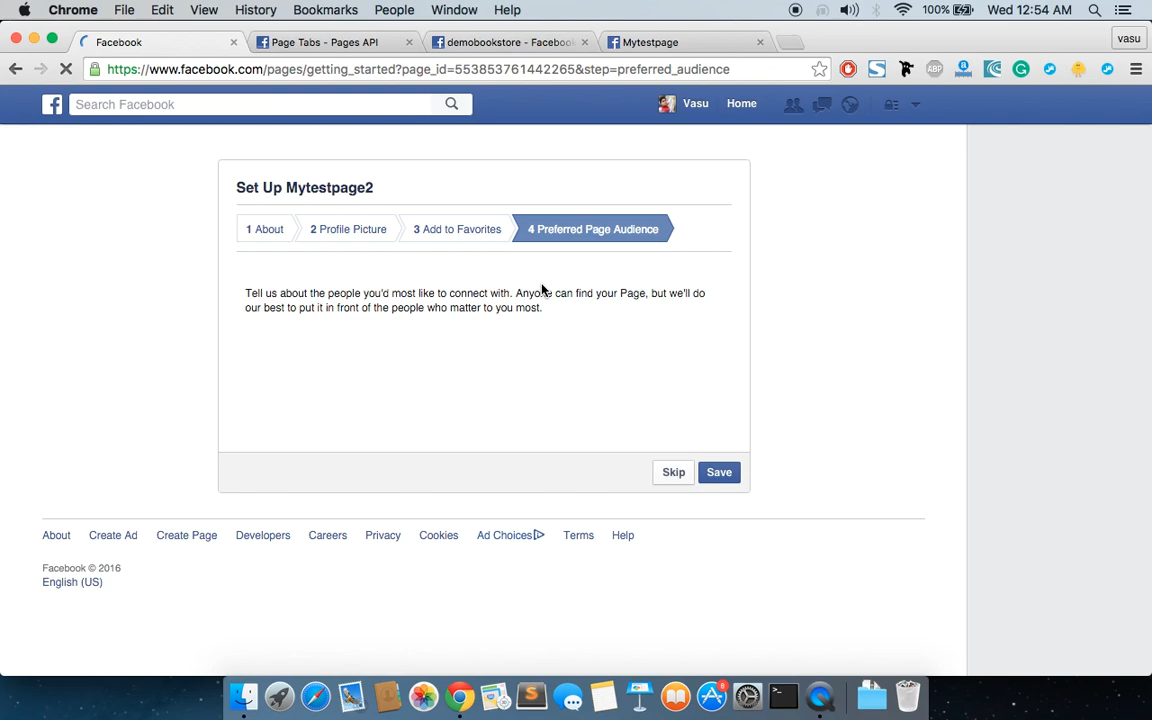 Chrome File Edit View History Bookmarks People Window Help 100% Wed 12:54 AM
Facebook Page Tabs - Pages API demobookstore - Facebook Mytestpage vasu
https://www.facebook.com/pages/getting_started?page_id=553853761442265&step=preferred_audience ABP
Search Facebook Vasu Home
Set Up Mytestpage2
1 About 2 Profile Picture 3 Add to Favorites 4 Preferred Page Audience
Tell us about the people you'd most like to connect with. Anyone can find your Page, but we'll do
our best to put it in front of the people who matter to you most.
Skip Save
About Create Ad Create Page Developers Careers Privacy Cookies Ad Choices Terms Help
Facebook © 2016
English (US)